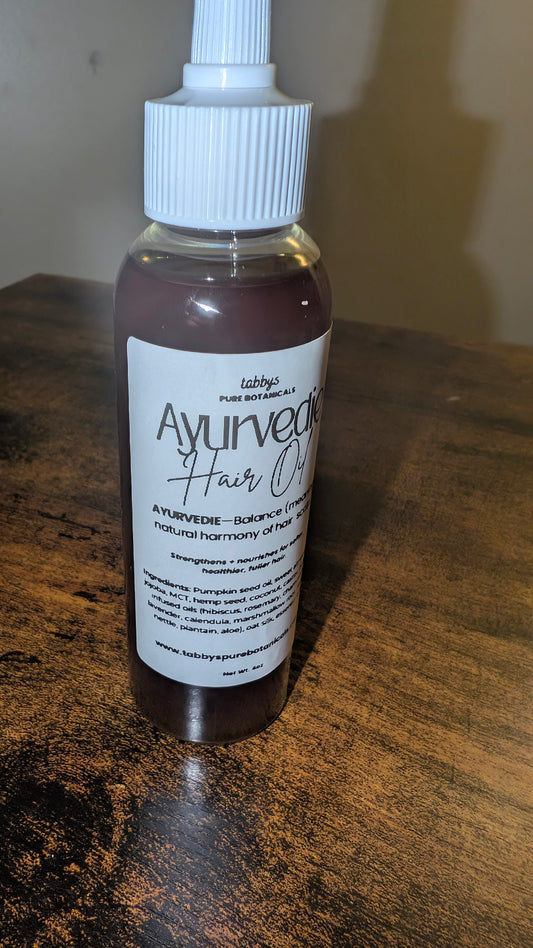 tabbys
PURE BOTANICALS
Ayurvedie
Hair Oil
AYURVEDIE—Balance
natural harmony of hair
Strengthens + nourishes for
healthier, fuller hair.
Ingredients: Pumpkin seed oil, sweet
jojoba, MCT, hemp seed, coconut,
infused oils (hibiscus, rosemary,
lavender, calendula, marshmallow
nettle, plantain, aloe), oat silk,
www.tabbyspurebotanicals
Net Wt. 4oz